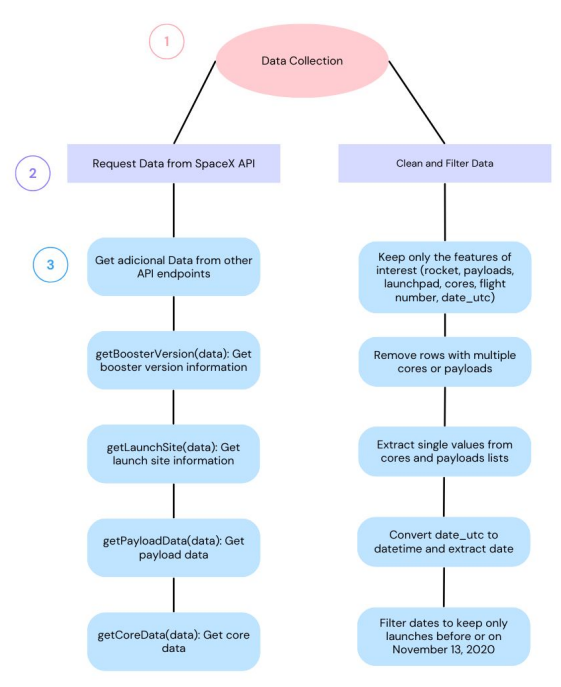 1
Data Collection
2
Request Data from SpaceX API
Clean and Filter Data
3
Get adicional Data from other
API endpoints
Keep only the features of
interest (rocket, payloads,
launchpad, cores, flight
number, date_utc)
getBoosterVersion(data): Get
booster version information
Remove rows with multiple
cores or payloads
getLaunchSite(data): Get
launch site information
Extract single values from
cores and payloads lists
getPayloadData(data): Get
payload data
Convert date_utc to
datetime and extract date
getCoreData(data): Get core
data
Filter dates to keep only
launches before or on
November 13, 2020